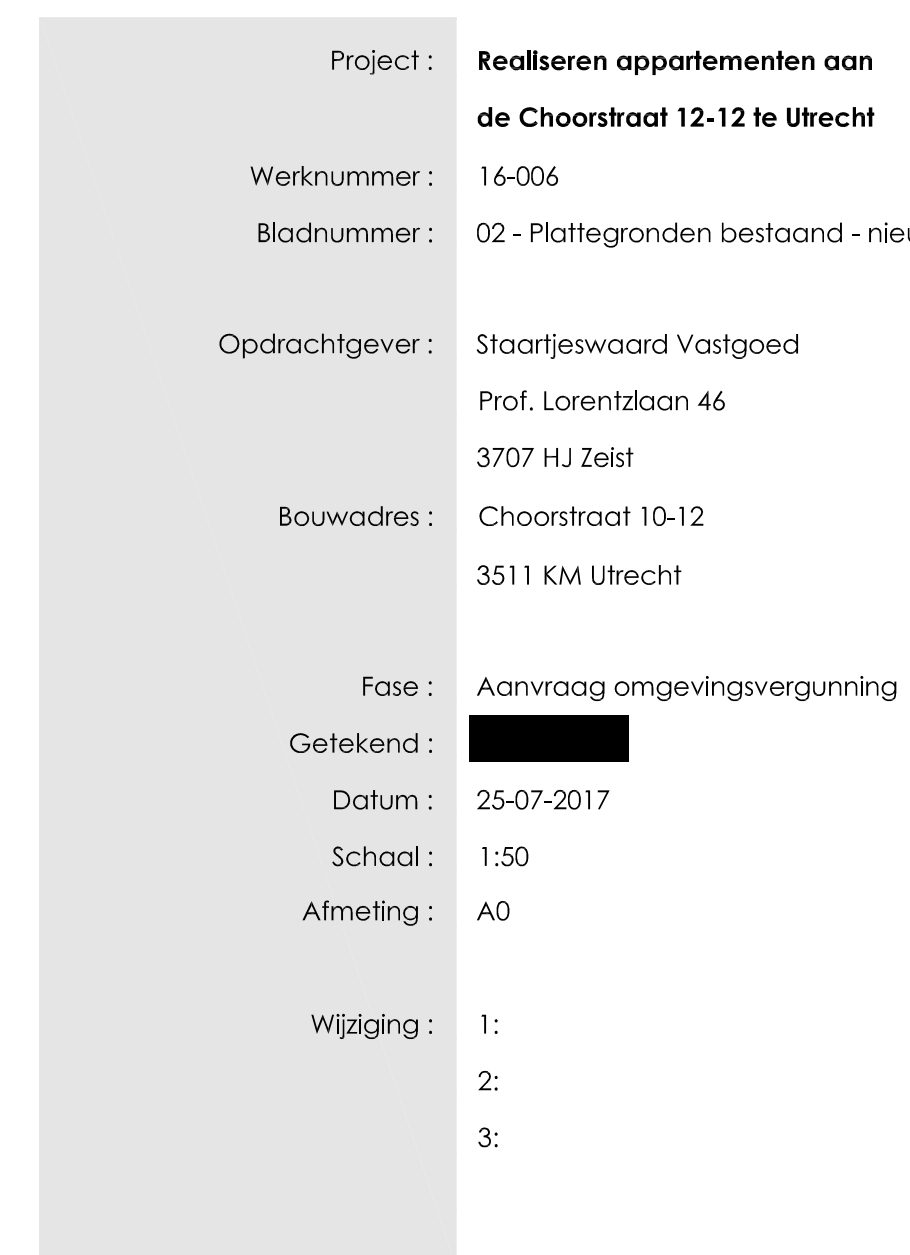 Project : Realiseren appartementen aan
de Choorstraat 12-12 te Utrecht
Werknummer : 16-006
Bladnummer : 02 - Plattegronden bestaand -
Opdrachtgever : Staartjeswaard Vastgoed
Prof. Lorentzlaan 46
3707 HJ Zeist
Bouwadres : Choorstraat 10-12
3511 KM Utrecht
Fase : Aanvraag omgevingsvergunning
Getekend :
Datum : 25-07-2017
Schaal : 1:50
Afmeting : A0
Wijziging : 1:
2:
3: